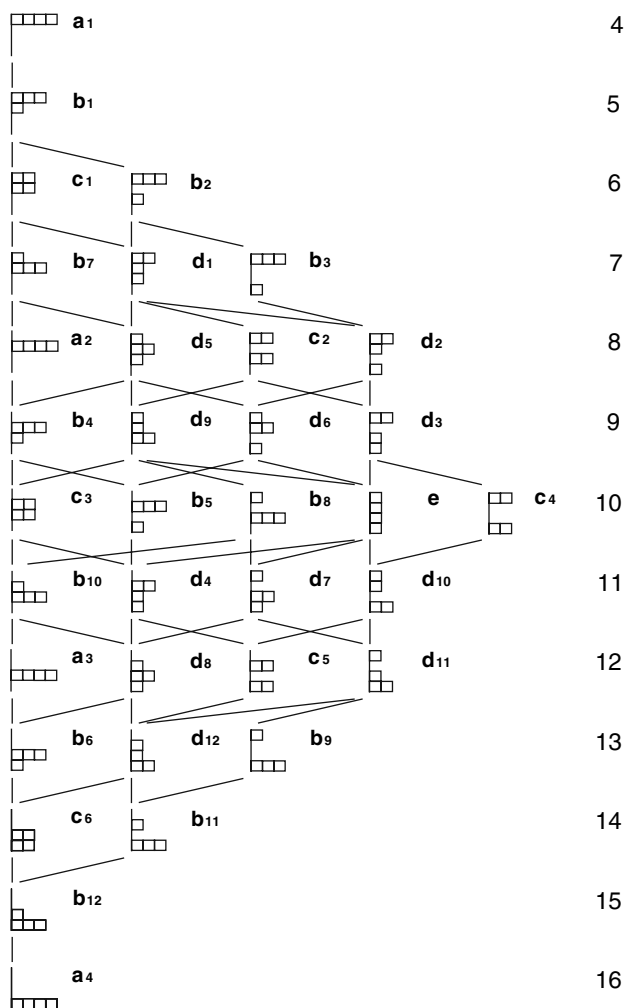 a1 4
b1 5
c1 b2 6
b7 d1 b3 7
a2 d5 c2 d2 8
b4 d9 d6 d3 9
c3 b5 b8 e c4 10
b10 d4 d7 d10 11
a3 d8 c5 d11 12
b6 d12 b9 13
c6 b11 14
b12 15
a4 16